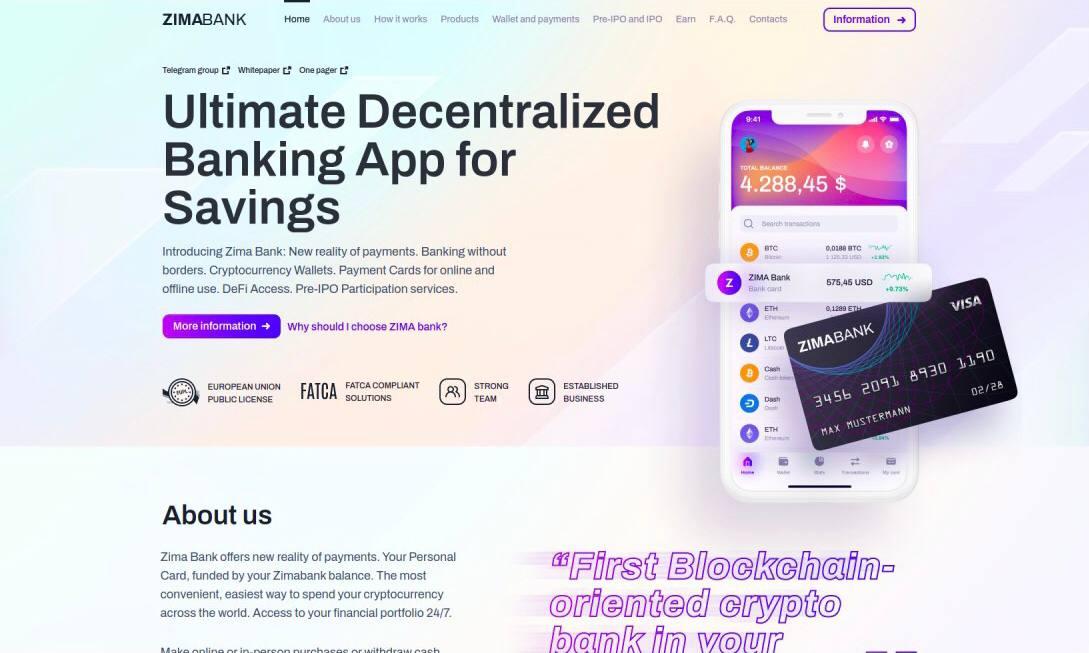 ZIMABANK
Home About us How it works Products Wallet and payments Pre-IPO and IPO Earn F.A.Q. Contacts
Information
Telegram group Whitepaper One pager
Ultimate Decentralized
Banking App for
Savings
Introducing Zima Bank: New reality of payments. Banking without
borders. Cryptocurrency Wallets. Payment Cards for online and
offline use. DeFi Access. Pre-IPO Participation services.
More information
Why should I choose ZIMA bank?
EUROPEAN UNION
PUBLIC LICENSE
FATCA
FATCA COMPLIANT
SOLUTIONS
STRONG
TEAM
ESTABLISHED
BUSINESS
9:41
TOTAL BALANCE
4.288,45 $
Search transactions
BTC 0,0188 BTC
Bitcoin 1 125,33 USD +1.93%
Z
ZIMA Bank 575,45 USD
Bank card +0.73%
ETH 0,1289 ETH
Ethereum
LTC
Litecoin
Cash
Cash token
Dash
Dash
ETH
Ethereum
Home Wallet Stats Transactions My card
VISA
ZIMABANK
3456 2091 8930 1190
02/28
MAX MUSTERMANN
About us
Zima Bank offers new reality of payments. Your Personal
Card, funded by your Zimabank balance. The most
convenient, easiest way to spend your cryptocurrency
across the world. Access to your financial portfolio 24/7.
Make online or in-person purchases or withdraw cash
“First Blockchain-
oriented crypto
bank in your